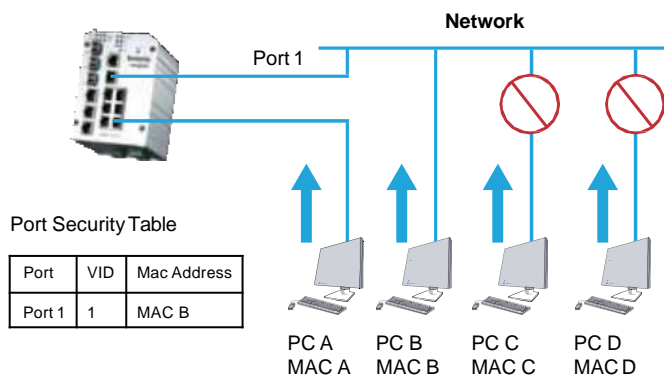 Network
Port 1
Port Security Table
Port VID Mac Address
Port 1 1 MAC B
PC A PC B PC C PC D
MAC A MAC B MAC C MAC D